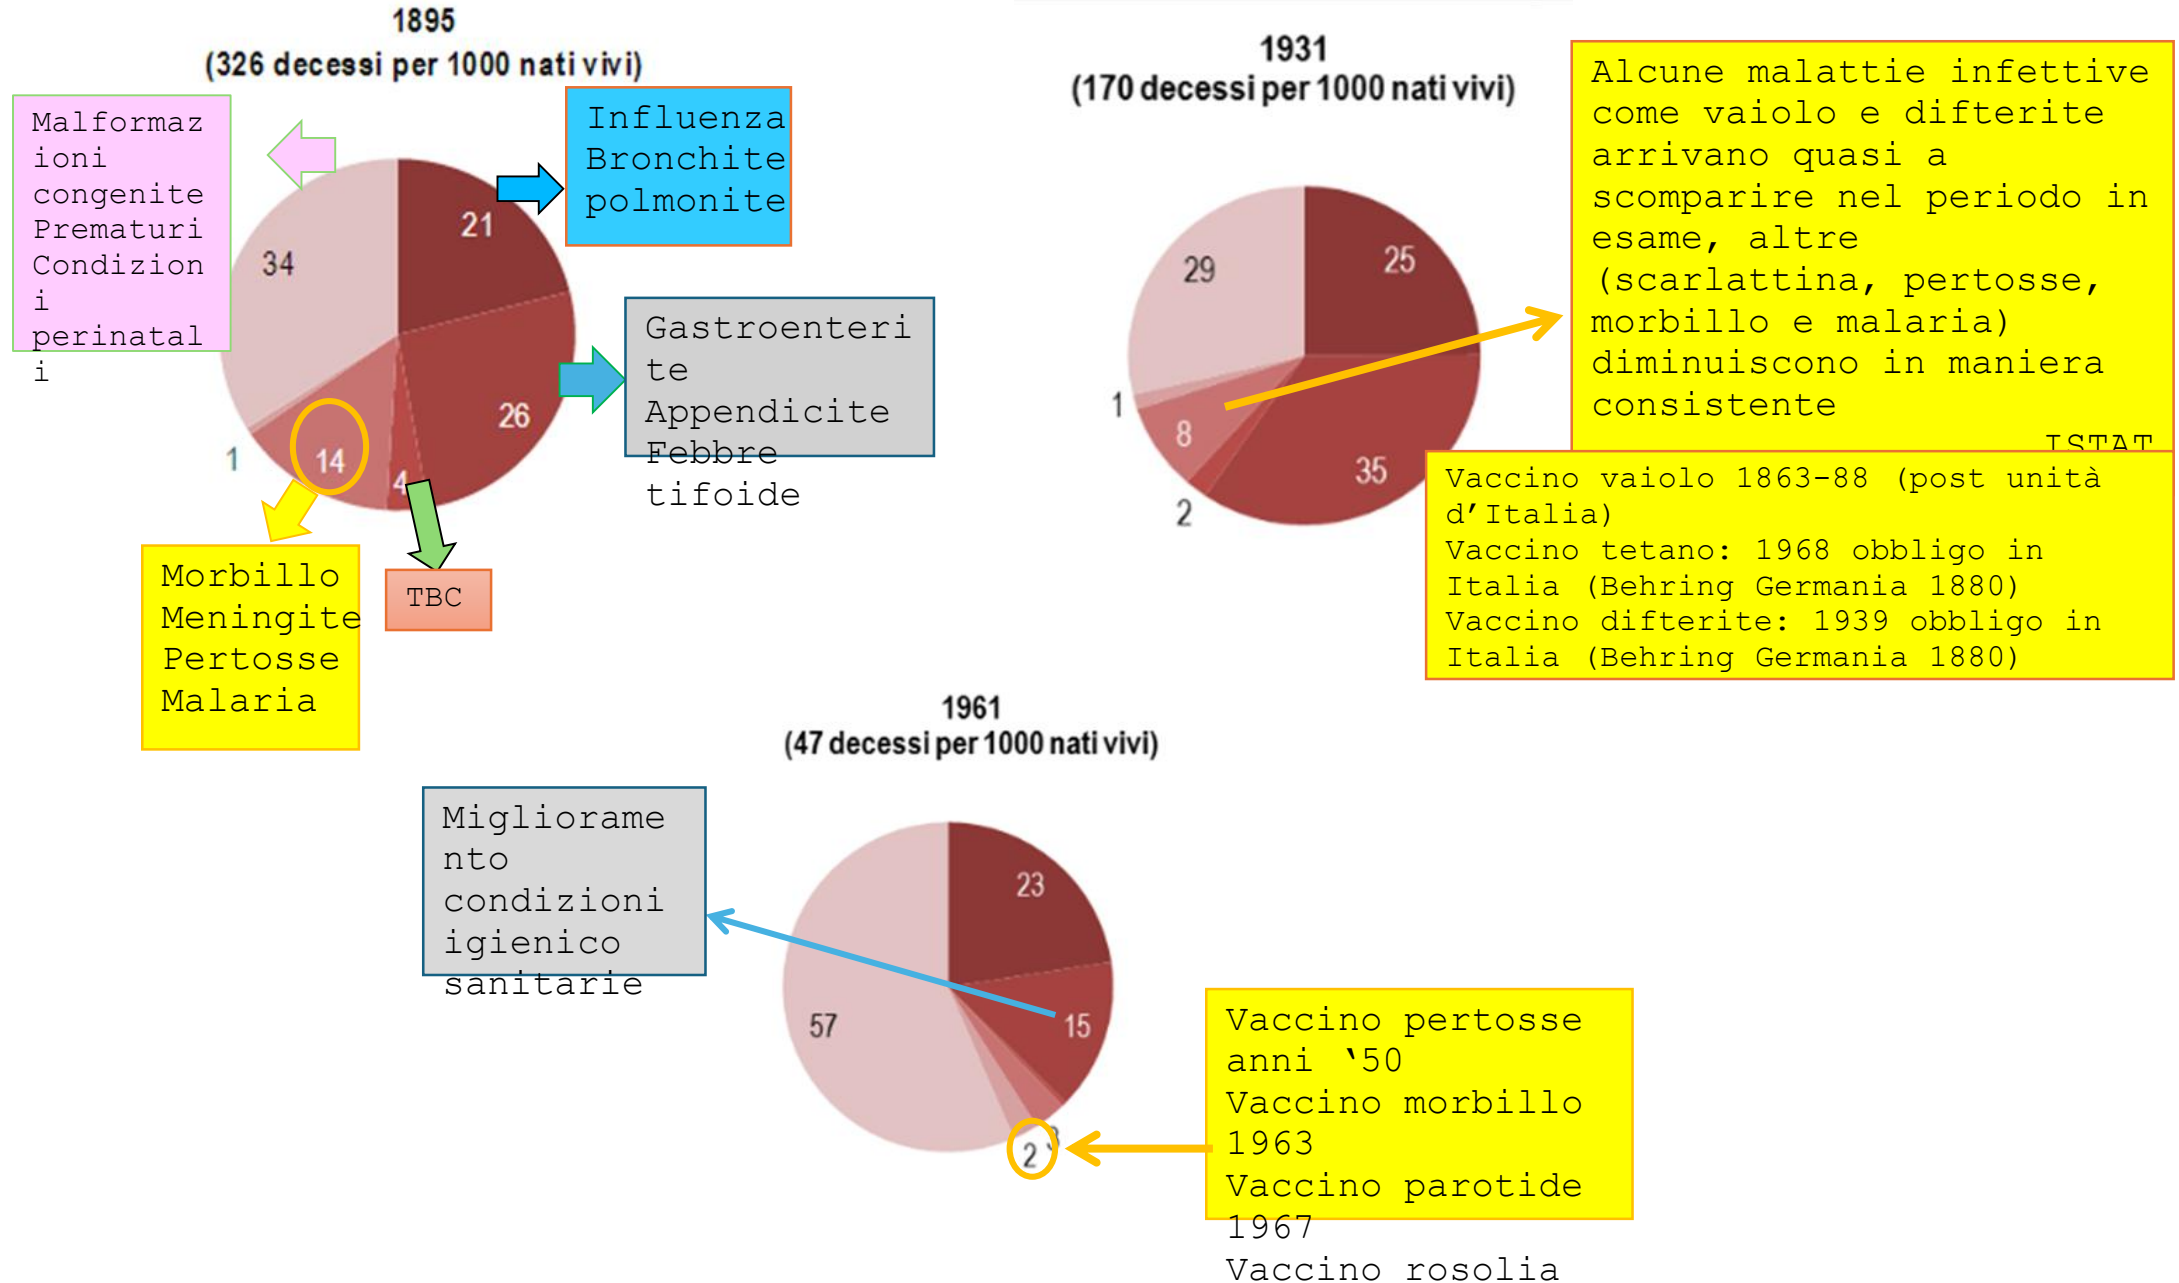 1895
(326 decessi per 1000 nati vivi)
Malformaz
ioni
congenite
Prematuri
Condizion
i
perinatal
i
Influenza
Bronchite
polmonite
34
21
26
4
14
1
Gastroenteri
te
Appendicite
Febbre
tifoide
Morbillo
Meningite
Pertosse
Malaria
TBC
1931
(170 decessi per 1000 nati vivi)
29
25
35
2
8
1
Alcune malattie infettive
come vaiolo e difterite
arrivano quasi a
scomparire nel periodo in
esame, altre
(scarlattina, pertosse,
morbillo e malaria)
diminuiscono in maniera
consistente
ISTAT
Vaccino vaiolo 1863-88 (post unità
d’Italia)
Vaccino tetano: 1968 obbligo in
Italia (Behring Germania 1880)
Vaccino difterite: 1939 obbligo in
Italia (Behring Germania 1880)
1961
(47 decessi per 1000 nati vivi)
Migliorame
nto
condizioni
igienico
sanitarie
57
23
15
3
2
Vaccino pertosse
anni ‘50
Vaccino morbillo
1963
Vaccino parotide
1967
Vaccino rosolia